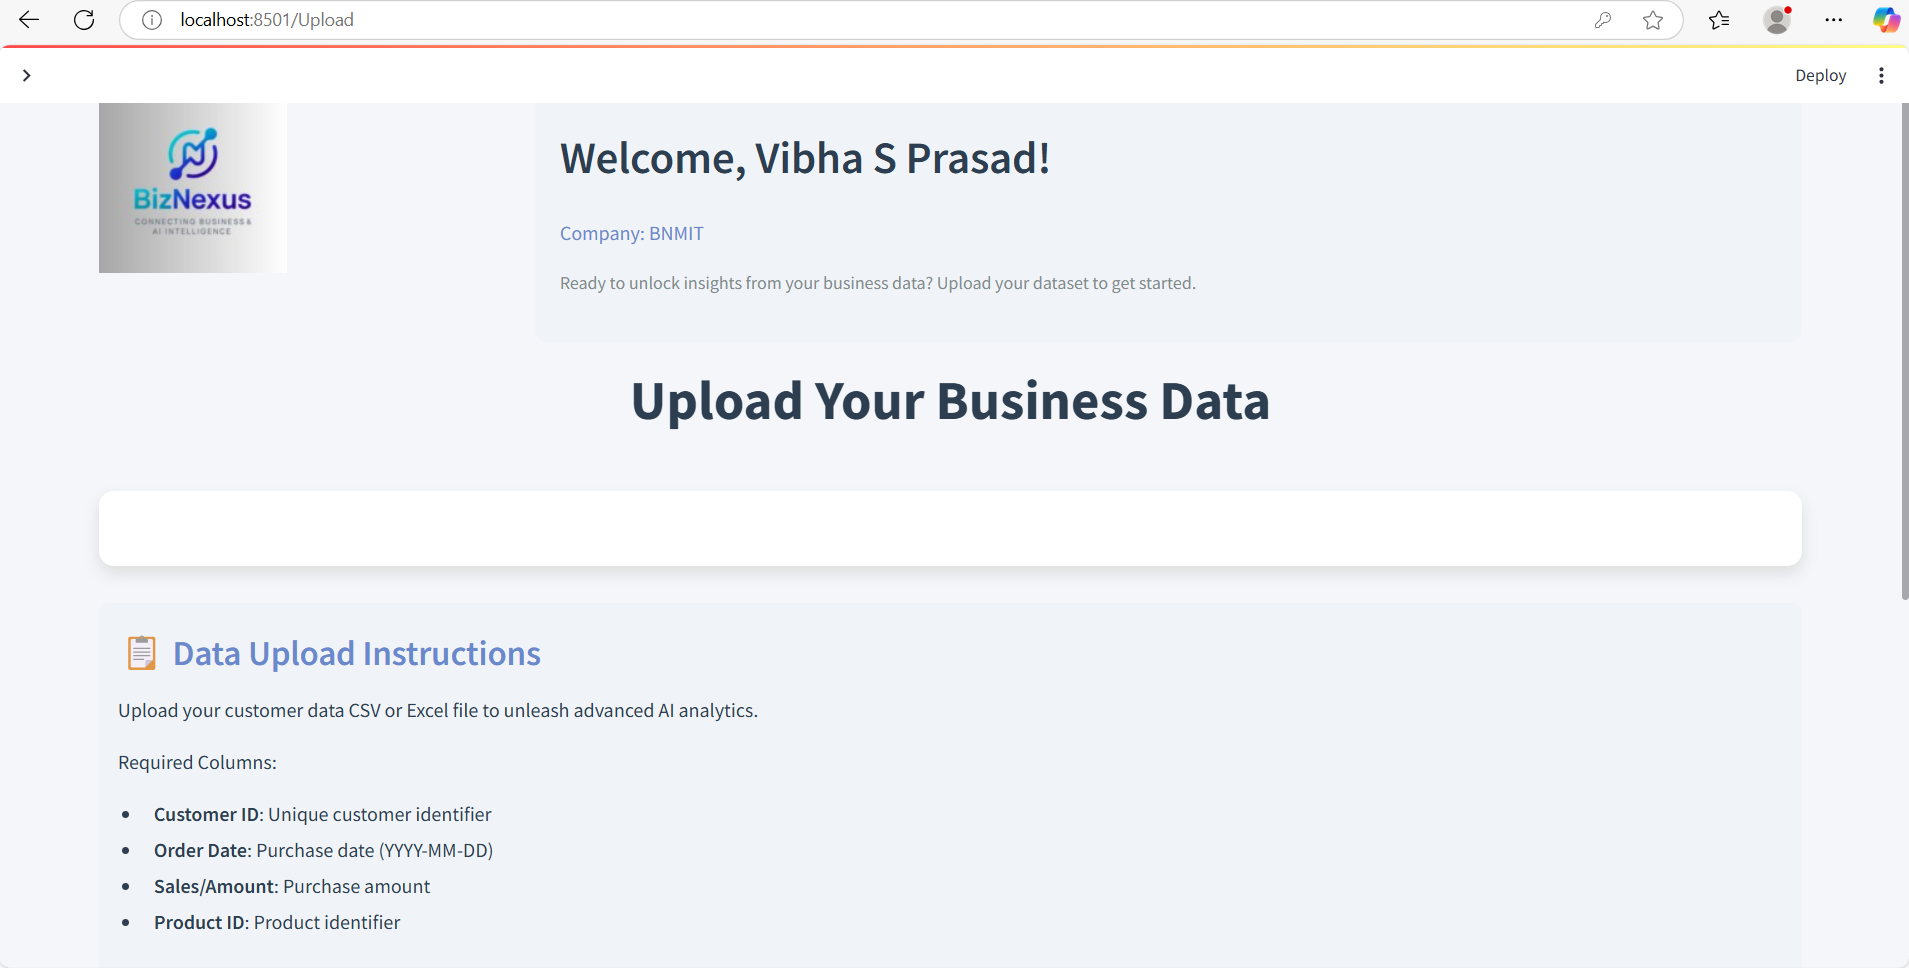 localhost:8501/Upload
Deploy
BizNexus
CONNECTING BUSINESS &
AI INTELLIGENCE
Welcome, Vibha S Prasad!
Company: BNMIT
Ready to unlock insights from your business data? Upload your dataset to get started.
Upload Your Business Data
Data Upload Instructions
Upload your customer data CSV or Excel file to unleash advanced AI analytics.
Required Columns:
• Customer ID: Unique customer identifier
• Order Date: Purchase date (YYYY-MM-DD)
• Sales/Amount: Purchase amount
• Product ID: Product identifier